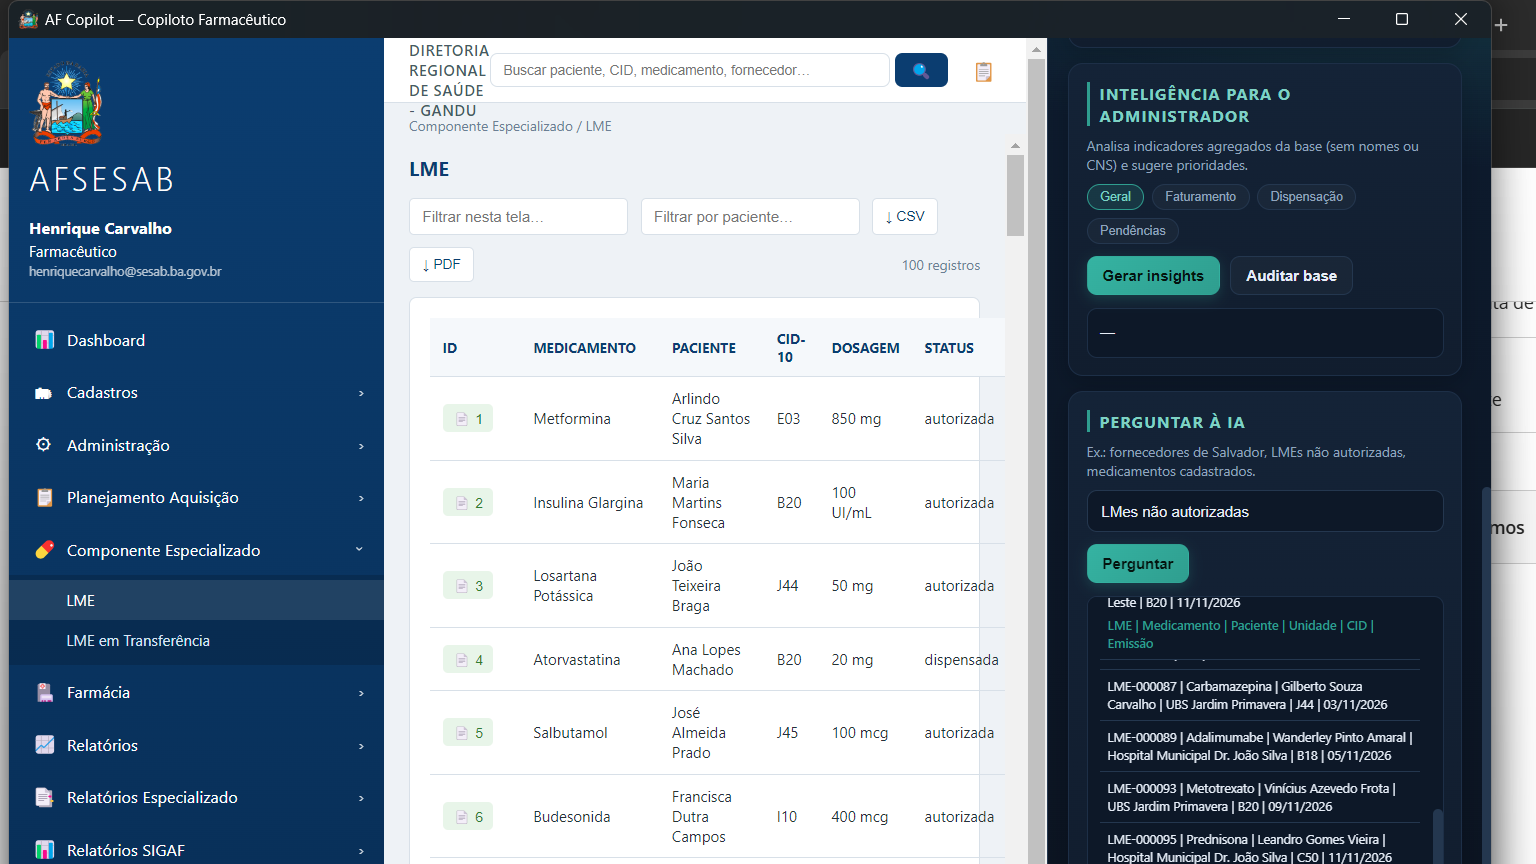 AF Copilot — Copiloto Farmacêutico
AFSESAB
Henrique Carvalho
Farmacêutico
henriquecarvalho@sesab.ba.gov.br
Dashboard
Cadastros
Administração
Planejamento Aquisição
Componente Especializado
LME
LME em Transferência
Farmácia
Relatórios
Relatórios Especializado
Relatórios SIGAF
DIRETORIA
REGIONAL
DE SAÚDE
- GANDU
Buscar paciente, CID, medicamento, fornecedor…
Componente Especializado / LME
LME
Filtrar nesta tela…
Filtrar por paciente…
↓ CSV
↓ PDF
100 registros
ID MEDICAMENTO PACIENTE CID-10 DOSAGEM STATUS
1 Metformina Arlindo Cruz Santos Silva E03 850 mg autorizada
2 Insulina Glargina Maria Martins Fonseca B20 100 UI/mL autorizada
3 Losartana Potássica João Teixeira Braga J44 50 mg autorizada
4 Atorvastatina Ana Lopes Machado B20 20 mg dispensada
5 Salbutamol José Almeida Prado J45 100 mcg autorizada
6 Budesonida Francisca Dutra Campos I10 400 mcg autorizada
INTELIGÊNCIA PARA O
ADMINISTRADOR
Analisa indicadores agregados da base (sem nomes ou
CNS) e sugere prioridades.
Geral
Faturamento
Dispensação
Pendências
Gerar insights
Auditar base
—
PERGUNTAR À IA
Ex.: fornecedores de Salvador, LMEs não autorizadas,
medicamentos cadastrados.
LMes não autorizadas
Perguntar
Leste | B20 | 11/11/2026
LME | Medicamento | Paciente | Unidade | CID |
Emissão
LME-000087 | Carbamazepina | Gilberto Souza
Carvalho | UBS Jardim Primavera | J44 | 03/11/2026
LME-000089 | Adalimumabe | Wanderley Pinto Amaral |
Hospital Municipal Dr. João Silva | B18 | 05/11/2026
LME-000093 | Metotrexato | Vinícius Azevedo Frota |
UBS Jardim Primavera | B20 | 09/11/2026
LME-000095 | Prednisona | Leandro Gomes Vieira |
Hospital Municipal Dr. João Silva | C50 | 11/11/2026
de
e
mos